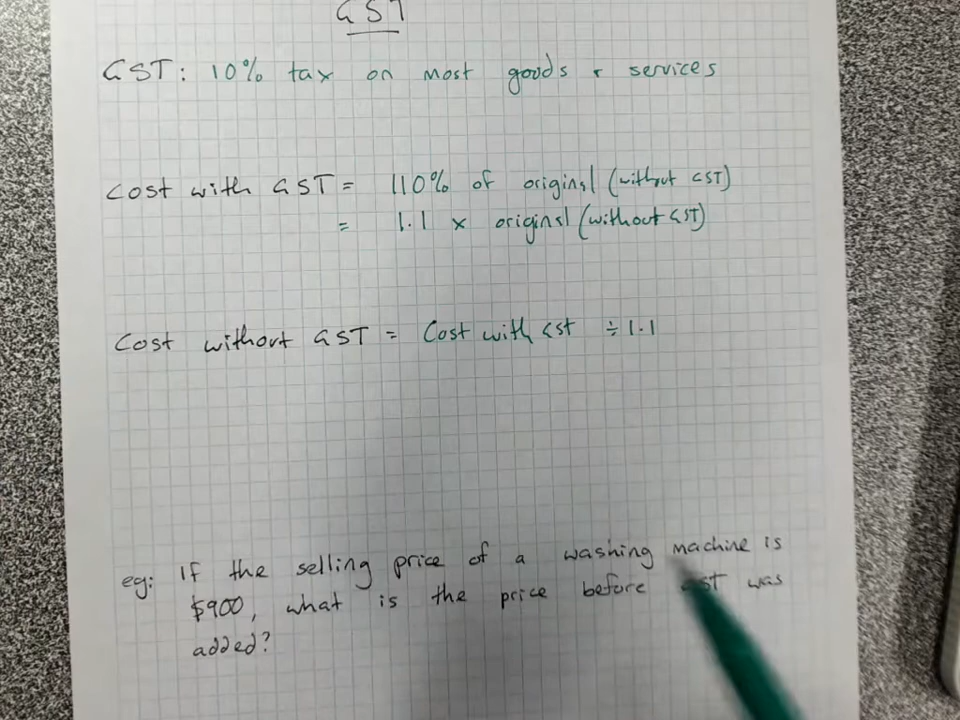 GST
GST: 10% tax on most goods + services
Cost with GST = 110% of original (without GST)
= 1.1 x original (without GST)
Cost without GST = Cost with Gst ÷ 1.1
eg: If the selling price of a washing machine is
$900, what is the price before GST was
added?